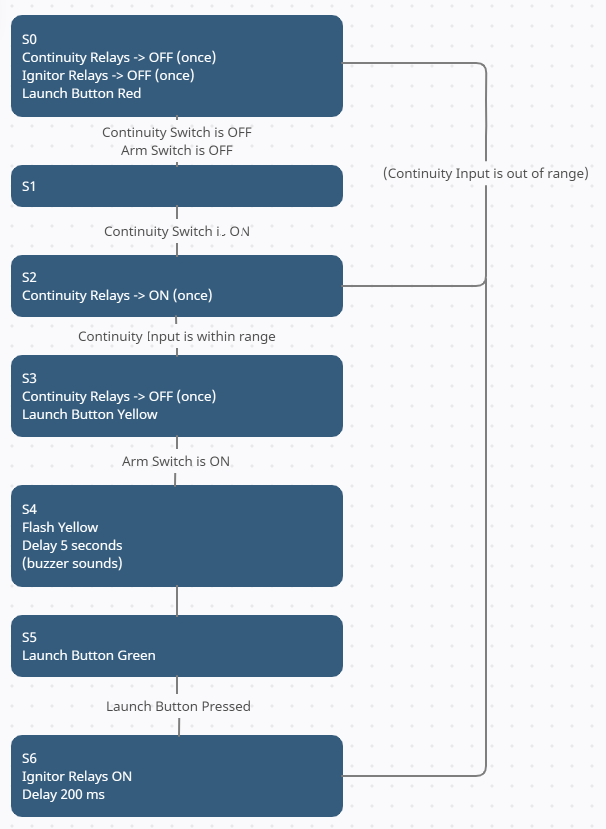 S0
Continuity Relays -> OFF (once)
Ignitor Relays -> OFF (once)
Launch Button Red
Continuity Switch is OFF
Arm Switch is OFF
(Continuity Input is out of range)
S1
Continuity Switch is ON
S2
Continuity Relays -> ON (once)
Continuity Input is within range
S3
Continuity Relays -> OFF (once)
Launch Button Yellow
Arm Switch is ON
S4
Flash Yellow
Delay 5 seconds
(buzzer sounds)
S5
Launch Button Green
Launch Button Pressed
S6
Ignitor Relays ON
Delay 200 ms